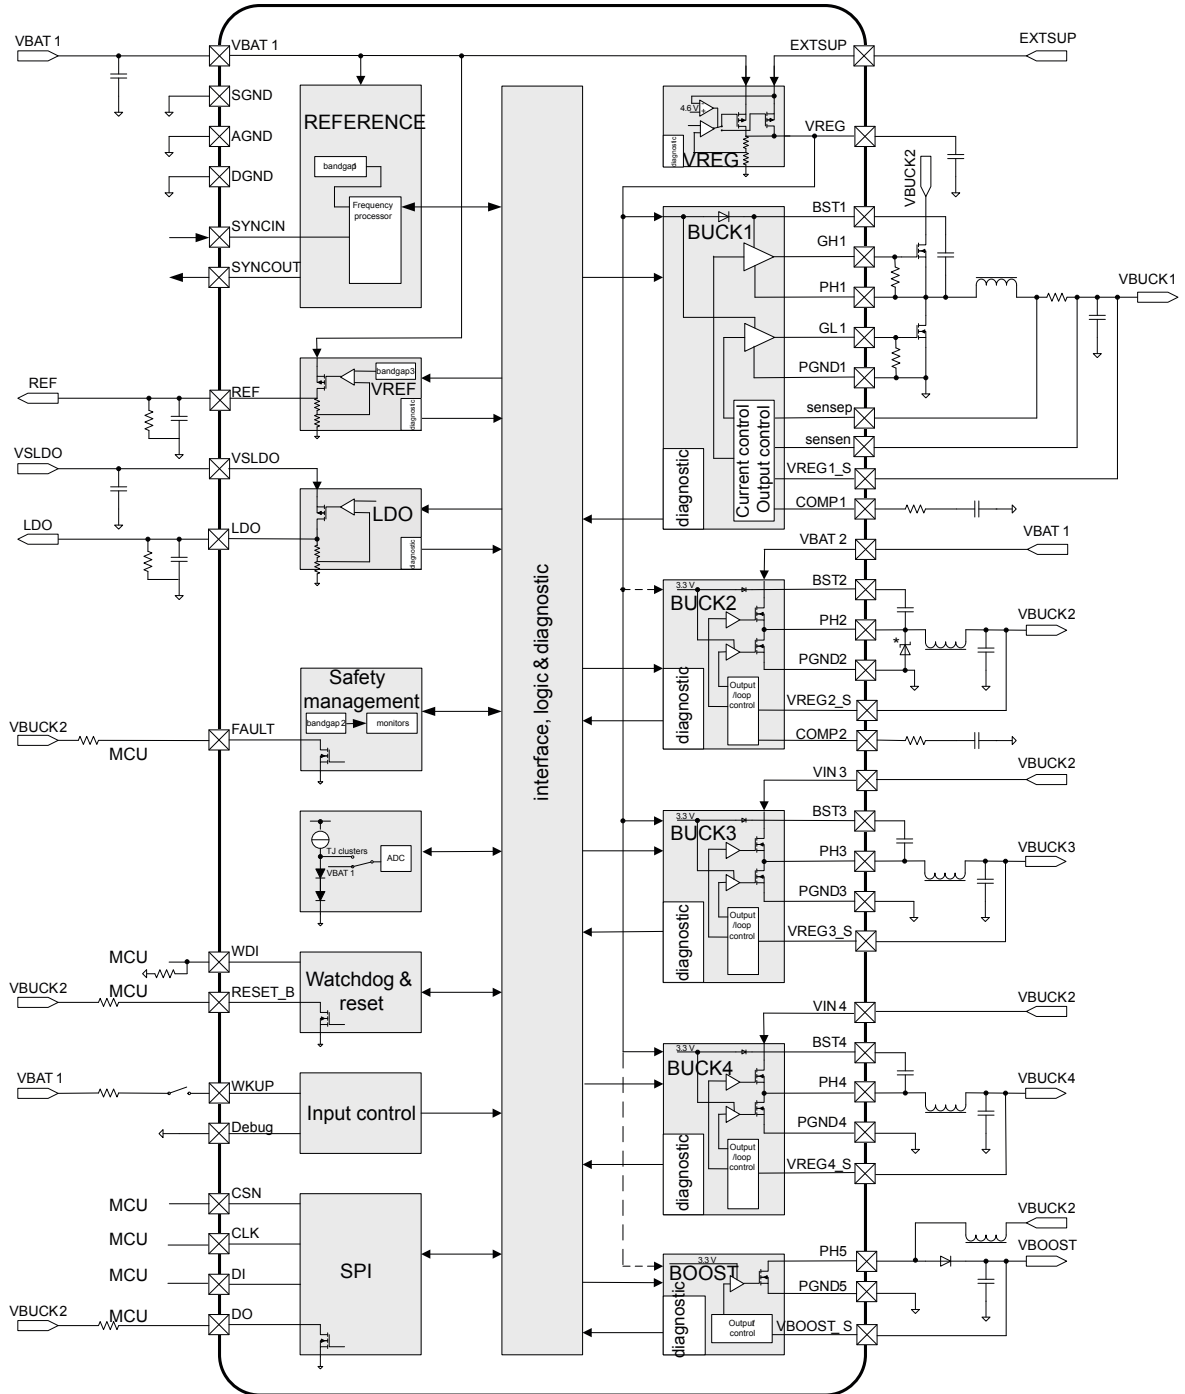 VBAT 1
VBAT 1
SGND
AGND
DGND
SYNCIN
SYNCOUT
REFERENCE
bandgap1
Frequency
processor
REF
REF
bandgap3
VREF
diagnostic
VSLDO
VSLDO
LDO
LDO
LDO
diagnostic
Safety
management
bandgap 2
monitors
VBUCK2
MCU
FAULT
TJ clusters
VBAT 1
ADC
MCU
WDI
VBUCK2
MCU
RESET_B
Watchdog &
reset
VBAT 1
WKUP
Debug
Input control
MCU
CSN
MCU
CLK
MCU
DI
VBUCK2
MCU
DO
SPI
interface, logic & diagnostic
EXTSUP
EXTSUP
4.6 V
diagnostic
VREG
VREG
VBUCK2
BUCK1
BST1
GH1
PH1
VBUCK1
GL1
PGND1
sensep
sensen
VREG1_S
COMP1
Current control
Output control
diagnostic
VBAT 2
VBAT 1
3.3 V
BUCK2
BST2
PH2
*
VBUCK2
PGND2
Output
/loop
control
diagnostic
VREG2_S
COMP2
VIN 3
VBUCK2
3.3 V
BUCK3
BST3
PH3
VBUCK3
PGND3
Output
/loop
control
diagnostic
VREG3_S
VIN 4
VBUCK2
3.3 V
BUCK4
BST4
PH4
VBUCK4
PGND4
Output
/loop
control
diagnostic
VREG4_S
VBUCK2
3.3 V
BOOST
PH5
VBOOST
PGND5
Output
control
diagnostic
VBOOST_S